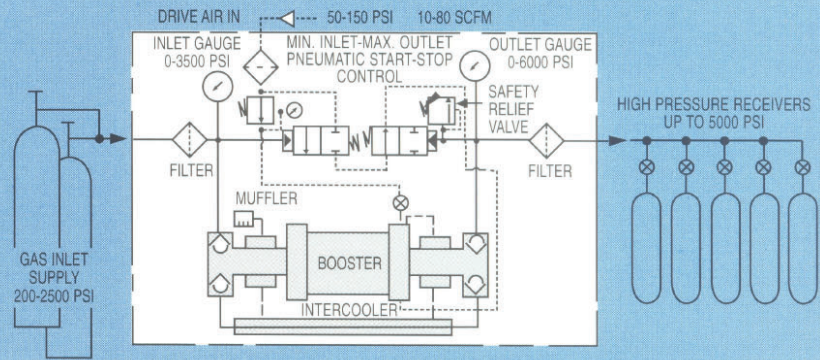 DRIVE AIR IN
50-150 PSI 10-80 SCFM
INLET GAUGE
0-3500 PSI
MIN. INLET-MAX. OUTLET
PNEUMATIC START-STOP
CONTROL
OUTLET GAUGE
0-6000 PSI
SAFETY
RELIEF
VALVE
HIGH PRESSURE RECEIVERS
UP TO 5000 PSI
FILTER
FILTER
MUFFLER
GAS INLET
SUPPLY
200-2500 PSI
BOOSTER
INTERCOOLER